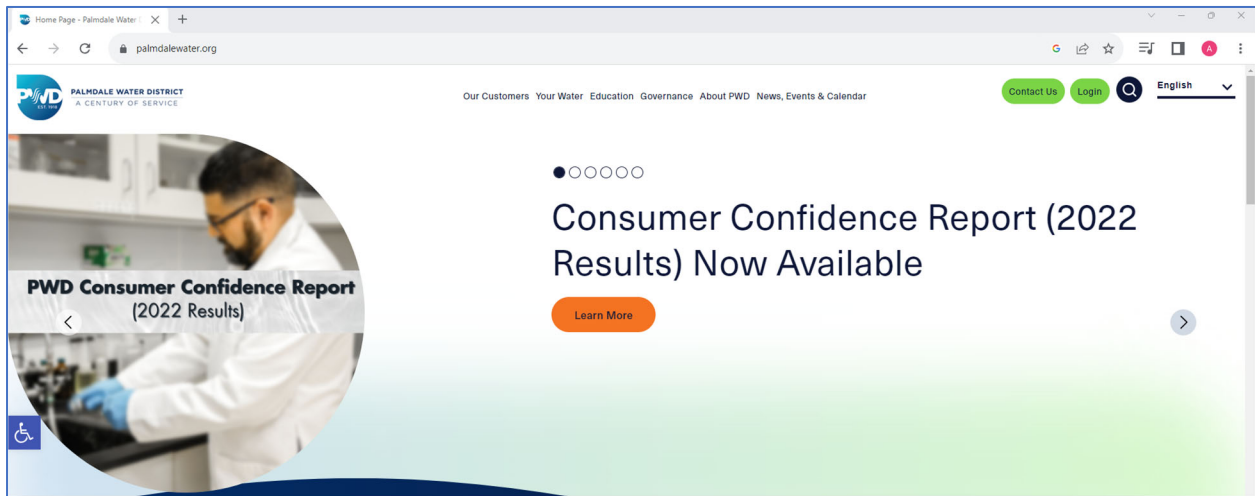 Home Page - Palmdale Water
palmdalewater.org
A
PWD
EST. 1918
PALMDALE WATER DISTRICT
A CENTURY OF SERVICE
Our Customers Your Water Education Governance About PWD News, Events & Calendar
Contact Us
Login
English
Consumer Confidence Report (2022
Results) Now Available
Learn More
PWD Consumer Confidence Report
(2022 Results)